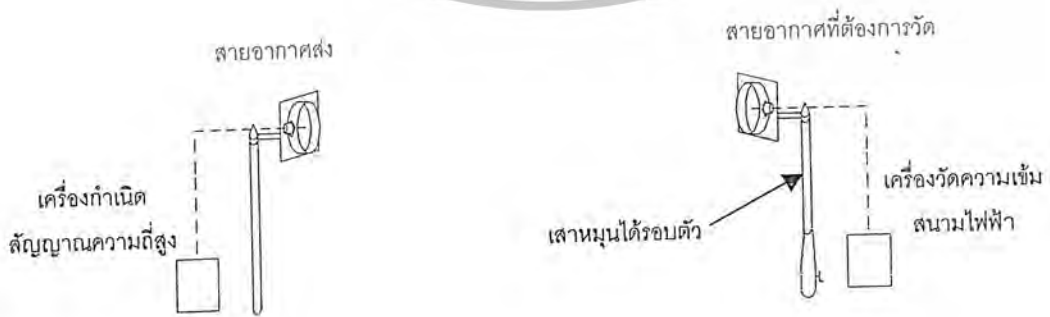 สายอากาศส่ง
สายอากาศที่ต้องการวัด
เครื่องกำเนิด
สัญญาณความถี่สูง
เสาหมุนได้รอบตัว
เครื่องวัดความเข้ม
สนามไฟฟ้า